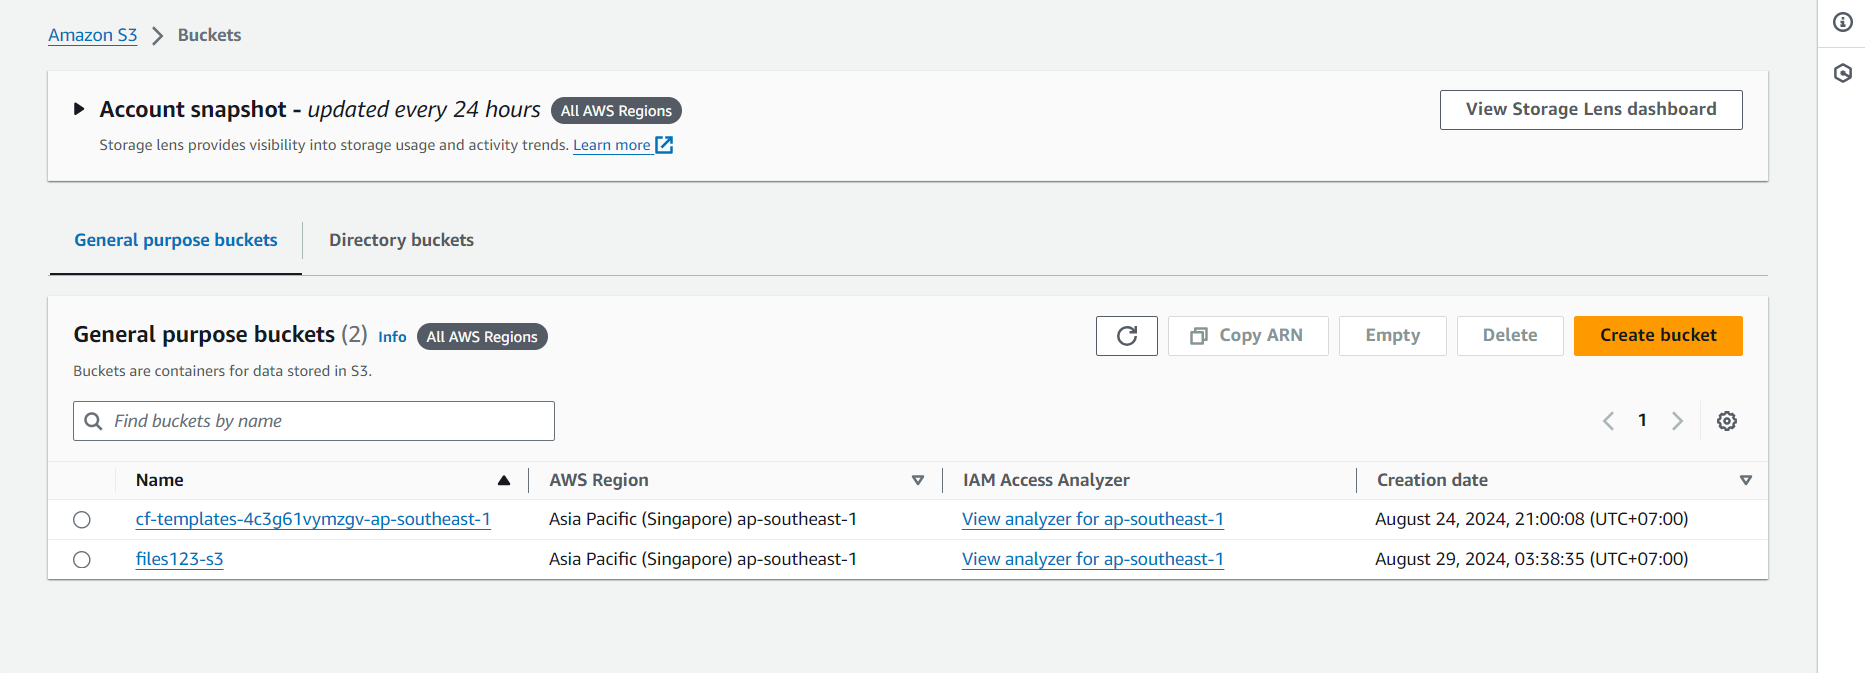 Amazon S3 > Buckets
Account snapshot - updated every 24 hours All AWS Regions
View Storage Lens dashboard
Storage lens provides visibility into storage usage and activity trends. Learn more
General purpose buckets
Directory buckets
General purpose buckets (2) Info All AWS Regions
Copy ARN
Empty
Delete
Create bucket
Buckets are containers for data stored in S3.
Find buckets by name
1
Name AWS Region IAM Access Analyzer Creation date
cf-templates-4c3g61vymzgv-ap-southeast-1 Asia Pacific (Singapore) ap-southeast-1 View analyzer for ap-southeast-1 August 24, 2024, 21:00:08 (UTC+07:00)
files123-s3 Asia Pacific (Singapore) ap-southeast-1 View analyzer for ap-southeast-1 August 29, 2024, 03:38:35 (UTC+07:00)